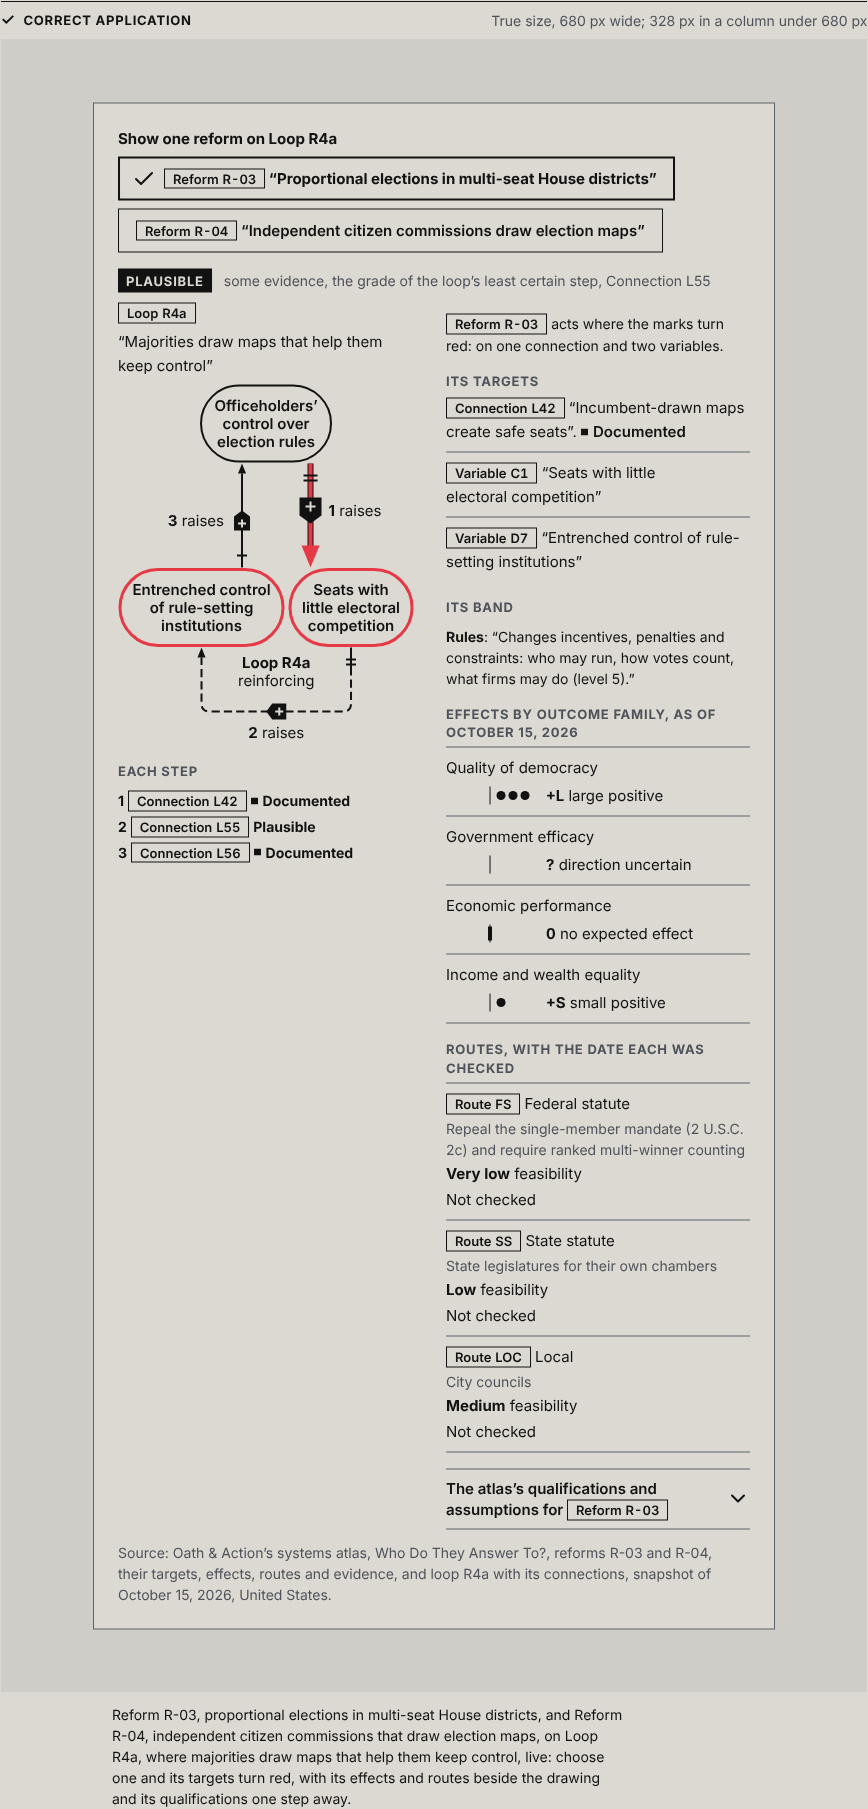 CORRECT APPLICATION
True size, 680 px wide; 328 px in a column under 680 px
Show one reform on Loop R4a
Reform R-03 “Proportional elections in multi-seat House districts”
Reform R-04 “Independent citizen commissions draw election maps”
PLAUSIBLE some evidence, the grade of the loop’s least certain step, Connection L55
Loop R4a
“Majorities draw maps that help them
keep control”
Officeholders’
control over
election rules
3 raises
1 raises
Entrenched control
of rule-setting
institutions
Seats with
little electoral
competition
Loop R4a
reinforcing
2 raises
EACH STEP
1 Connection L42 Documented
2 Connection L55 Plausible
3 Connection L56 Documented
Reform R-03 acts where the marks turn
red: on one connection and two variables.
ITS TARGETS
Connection L42 “Incumbent-drawn maps
create safe seats”. Documented
Variable C1 “Seats with little
electoral competition”
Variable D7 “Entrenched control of rule-
setting institutions”
ITS BAND
Rules: “Changes incentives, penalties and
constraints: who may run, how votes count,
what firms may do (level 5).”
EFFECTS BY OUTCOME FAMILY, AS OF
OCTOBER 15, 2026
Quality of democracy
+L large positive
Government efficacy
? direction uncertain
Economic performance
0 no expected effect
Income and wealth equality
+S small positive
ROUTES, WITH THE DATE EACH WAS
CHECKED
Route FS Federal statute
Repeal the single-member mandate (2 U.S.C.
2c) and require ranked multi-winner counting
Very low feasibility
Not checked
Route SS State statute
State legislatures for their own chambers
Low feasibility
Not checked
Route LOC Local
City councils
Medium feasibility
Not checked
The atlas’s qualifications and
assumptions for Reform R-03
Source: Oath & Action’s systems atlas, Who Do They Answer To?, reforms R-03 and R-04,
their targets, effects, routes and evidence, and loop R4a with its connections, snapshot of
October 15, 2026, United States.
Reform R-03, proportional elections in multi-seat House districts, and Reform
R-04, independent citizen commissions that draw election maps, on Loop
R4a, where majorities draw maps that help them keep control, live: choose
one and its targets turn red, with its effects and routes beside the drawing
and its qualifications one step away.